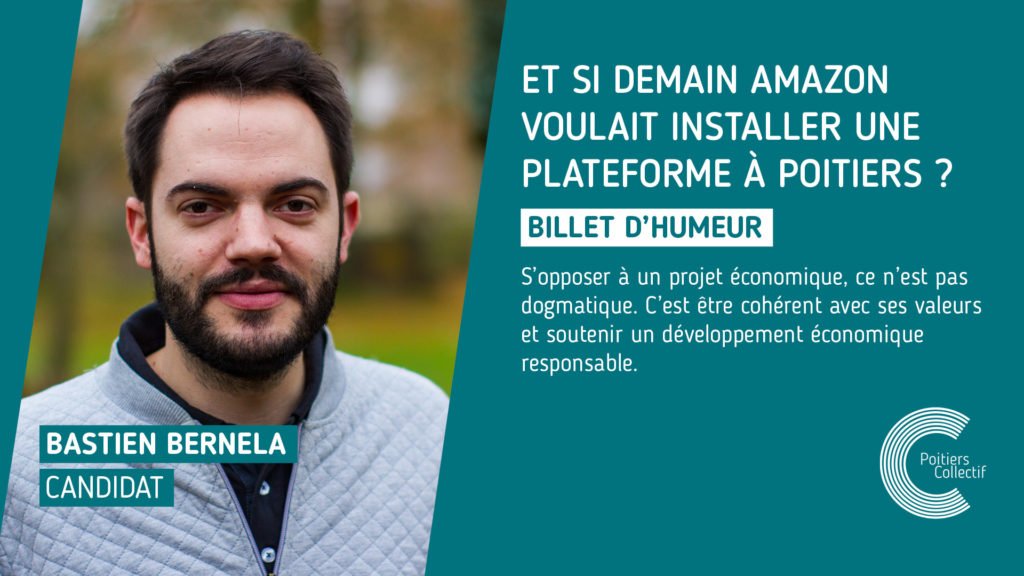 ET SI DEMAIN AMAZON
VOULAIT INSTALLER UNE
PLATEFORME À POITIERS ?
BILLET D’HUMEUR
S’opposer à un projet économique, ce n’est pas
dogmatique. C’est être cohérent avec ses valeurs
et soutenir un développement économique
responsable.
BASTIEN BERNELA
CANDIDAT
Poitiers
Collectif